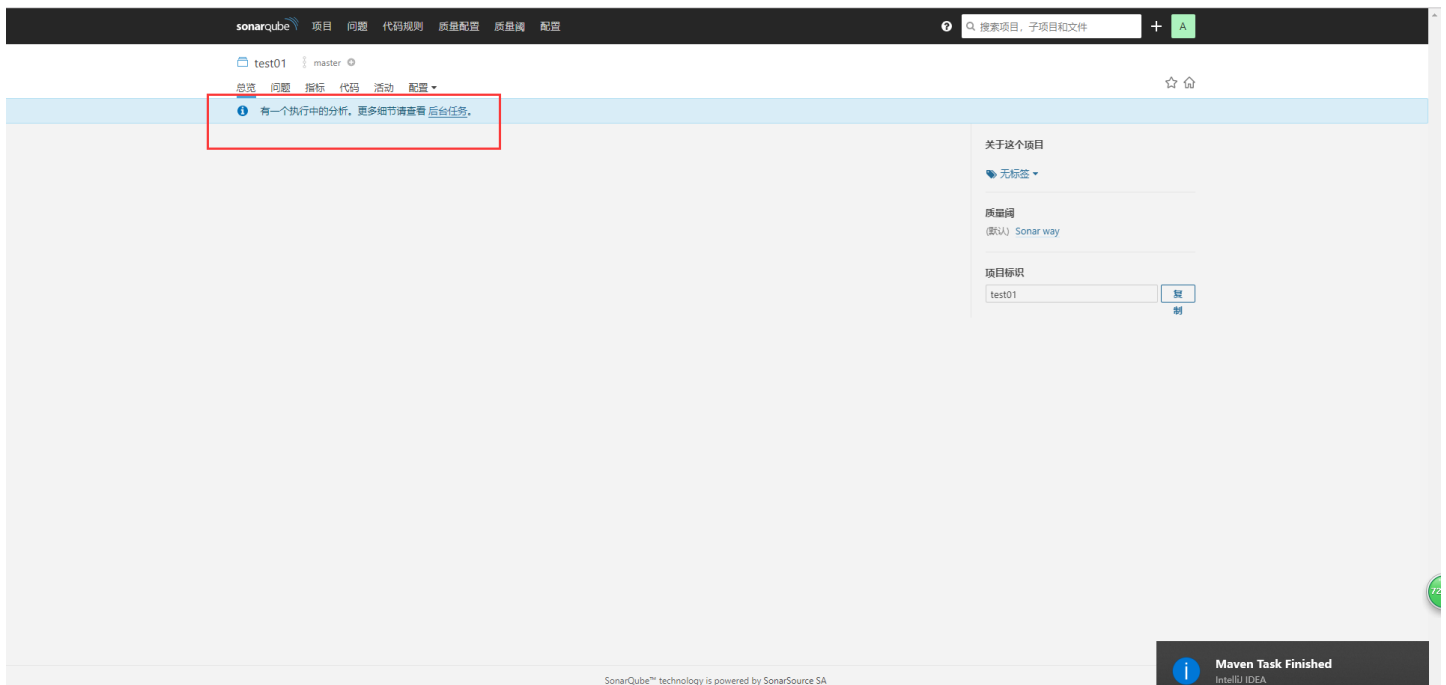 sonarqube 项目 问题 代码规则 质量配置 质量阈 配置 搜索项目、子项目和文件 A
test01 master
总览 问题 指标 代码 活动 配置
有一个执行中的分析。更多细节请查看 后台任务。
关于这个项目
无标签
质量阈
(默认) Sonar way
项目标识
test01 复
制
72
Maven Task Finished
IntelliJ IDEA
SonarQube™ technology is powered by SonarSource SA